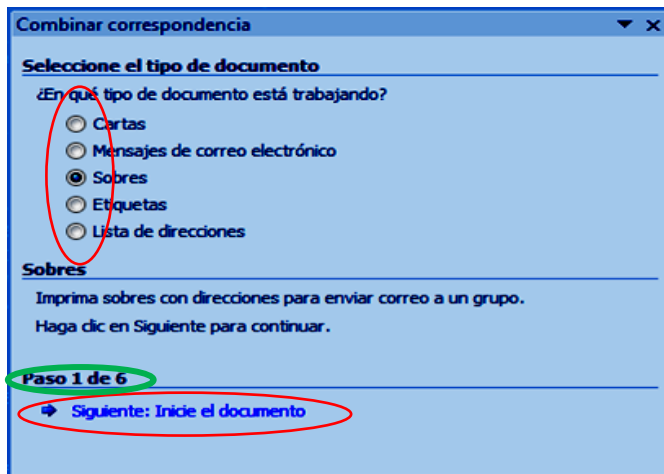 Combinar correspondencia
Seleccione el tipo de documento
¿En qué tipo de documento está trabajando?
Cartas
Mensajes de correo electrónico
Sobres
Etiquetas
Lista de direcciones
Sobres
Imprima sobres con direcciones para enviar correo a un grupo.
Haga clic en Siguiente para continuar.
Paso 1 de 6
Siguiente: Inicie el documento